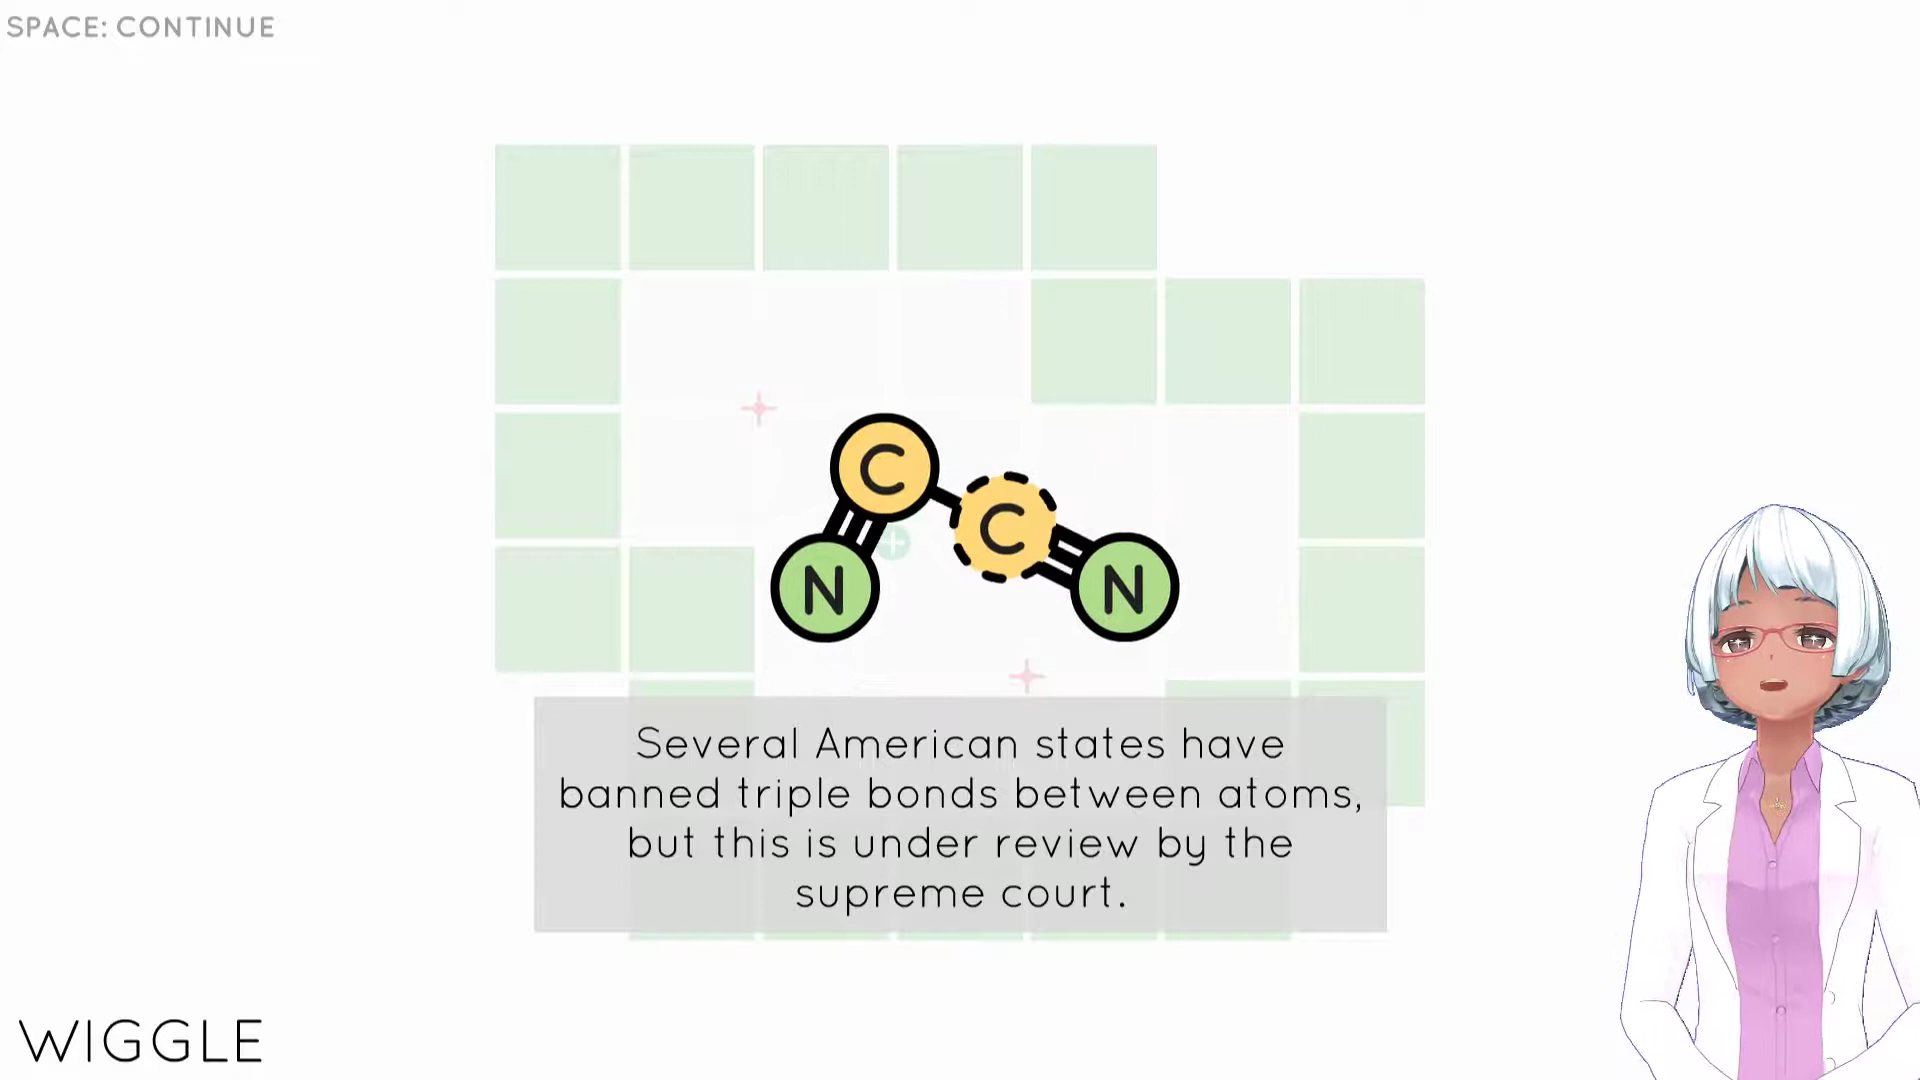 SPACE: CONTINUE
C
C
N
N
Several American states have
banned triple bonds between atoms,
but this is under review by the
supreme court.
WIGGLE